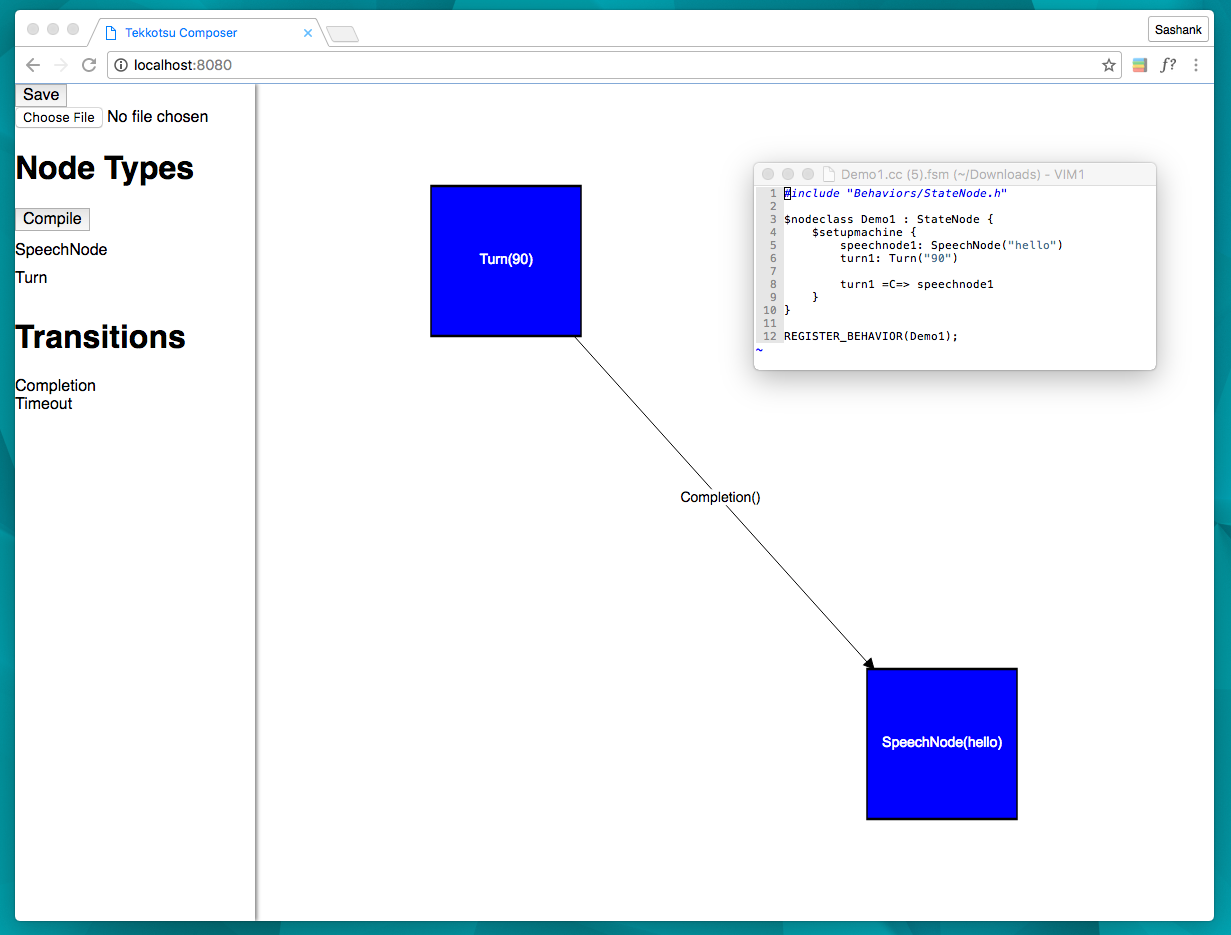 Tekkotsu Composer
Sashank
localhost:8080
f?
Save
Choose File No file chosen
Node Types
Compile
SpeechNode
Turn
Transitions
Completion
Timeout
Turn(90)
Completion()
SpeechNode(hello)
Demo1.cc (5).fsm (~/Downloads) - VIM1
1 #include "Behaviors/StateNode.h"
2
3 $nodeclass Demo1 : StateNode {
4 $setupmachine {
5 speechnode1: SpeechNode("hello")
6 turn1: Turn("90")
7
8 turn1 =C=> speechnode1
9 }
10 }
11
12 REGISTER_BEHAVIOR(Demo1);
~